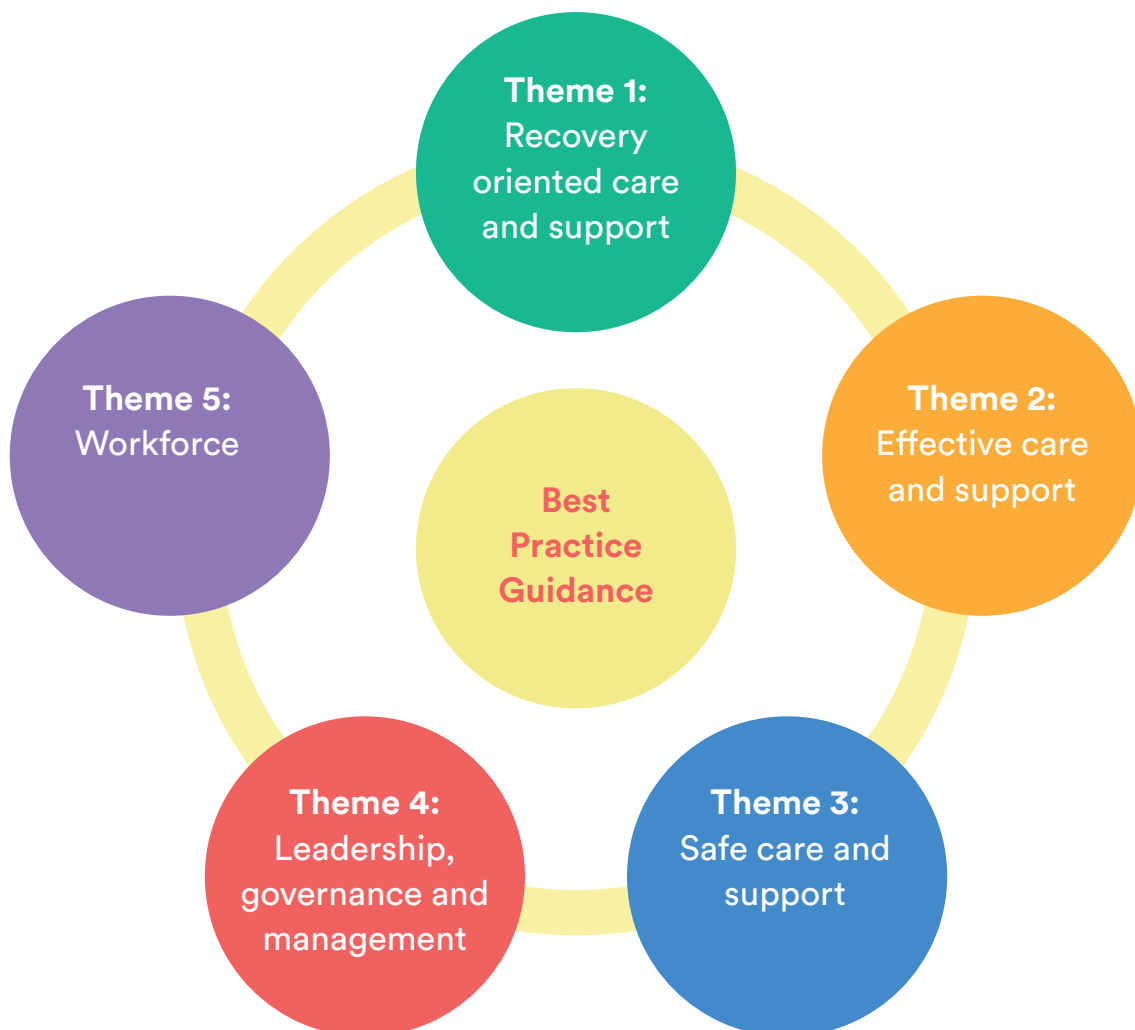 Theme 1:
Recovery
oriented care
and support
Theme 2:
Effective care
and support
Theme 3:
Safe care and
support
Theme 4:
Leadership,
governance and
management
Theme 5:
Workforce
Best
Practice
Guidance